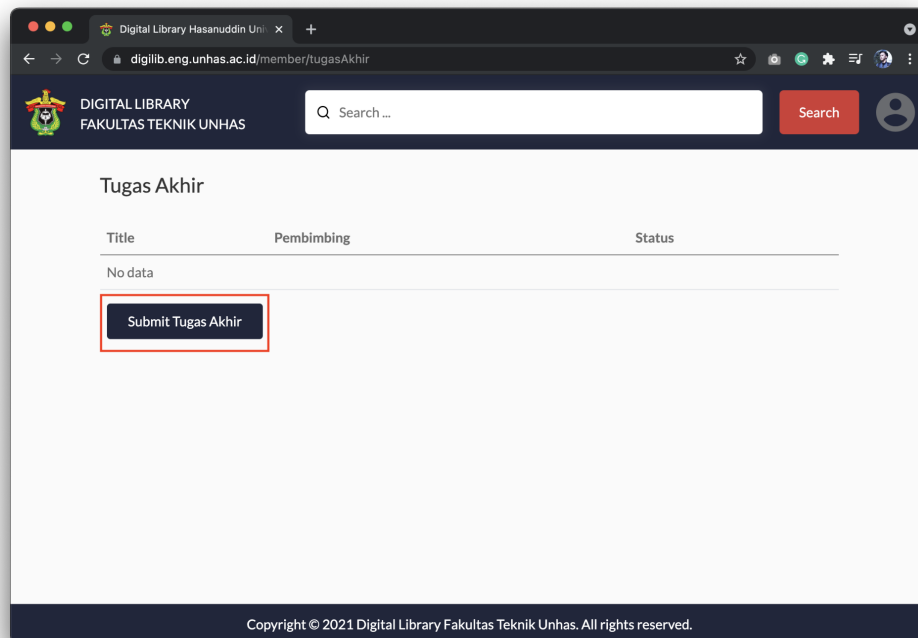 Digital Library Hasanuddin Uni
digilib.eng.unhas.ac.id/member/tugasAkhir
DIGITAL LIBRARY
FAKULTAS TEKNIK UNHAS
Search ...
Search
Tugas Akhir
Title Pembimbing Status
No data
Submit Tugas Akhir
Copyright © 2021 Digital Library Fakultas Teknik Unhas. All rights reserved.